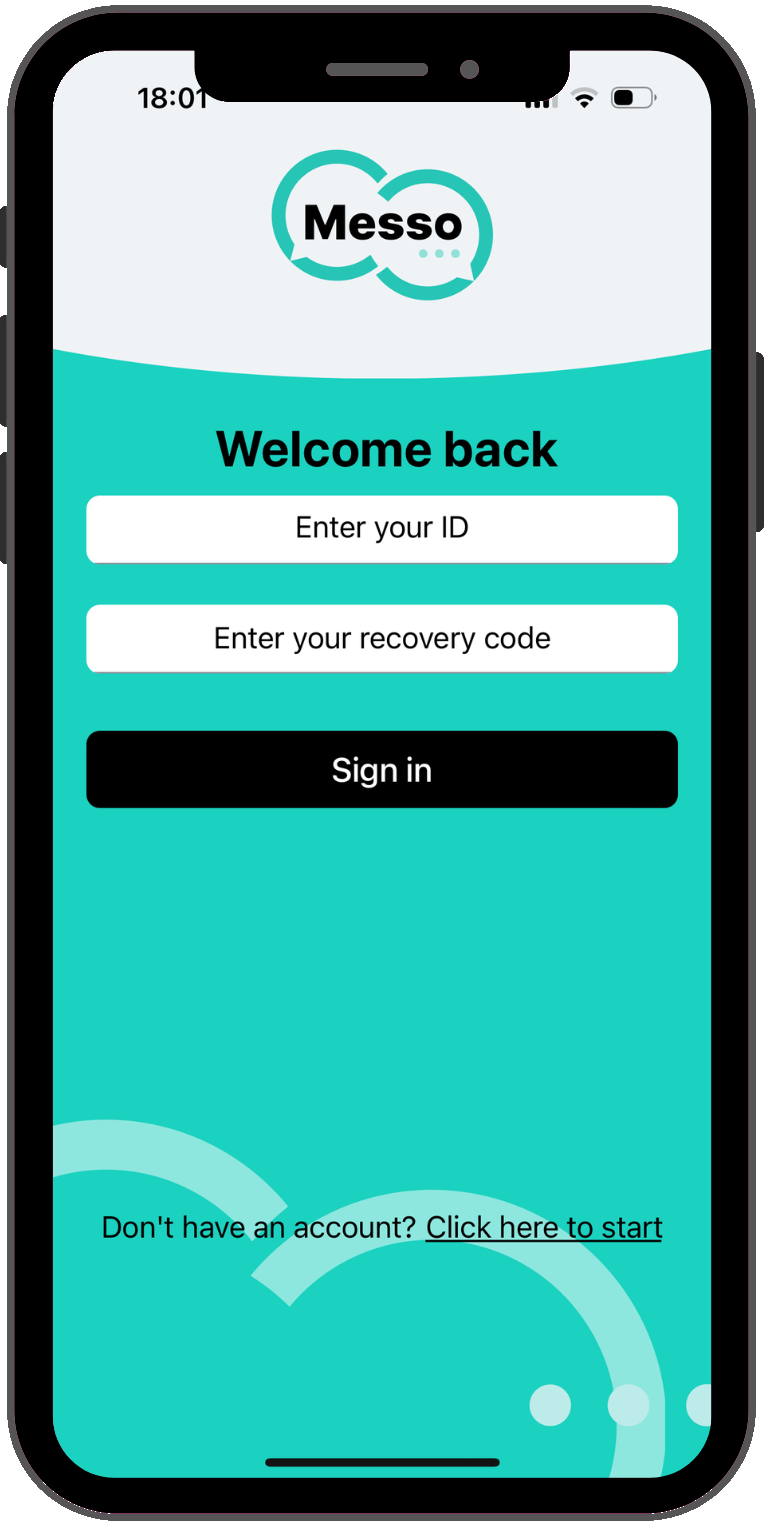 18:01
Messo
Welcome back
Enter your ID
Enter your recovery code
Sign in
Don't have an account? Click here to start